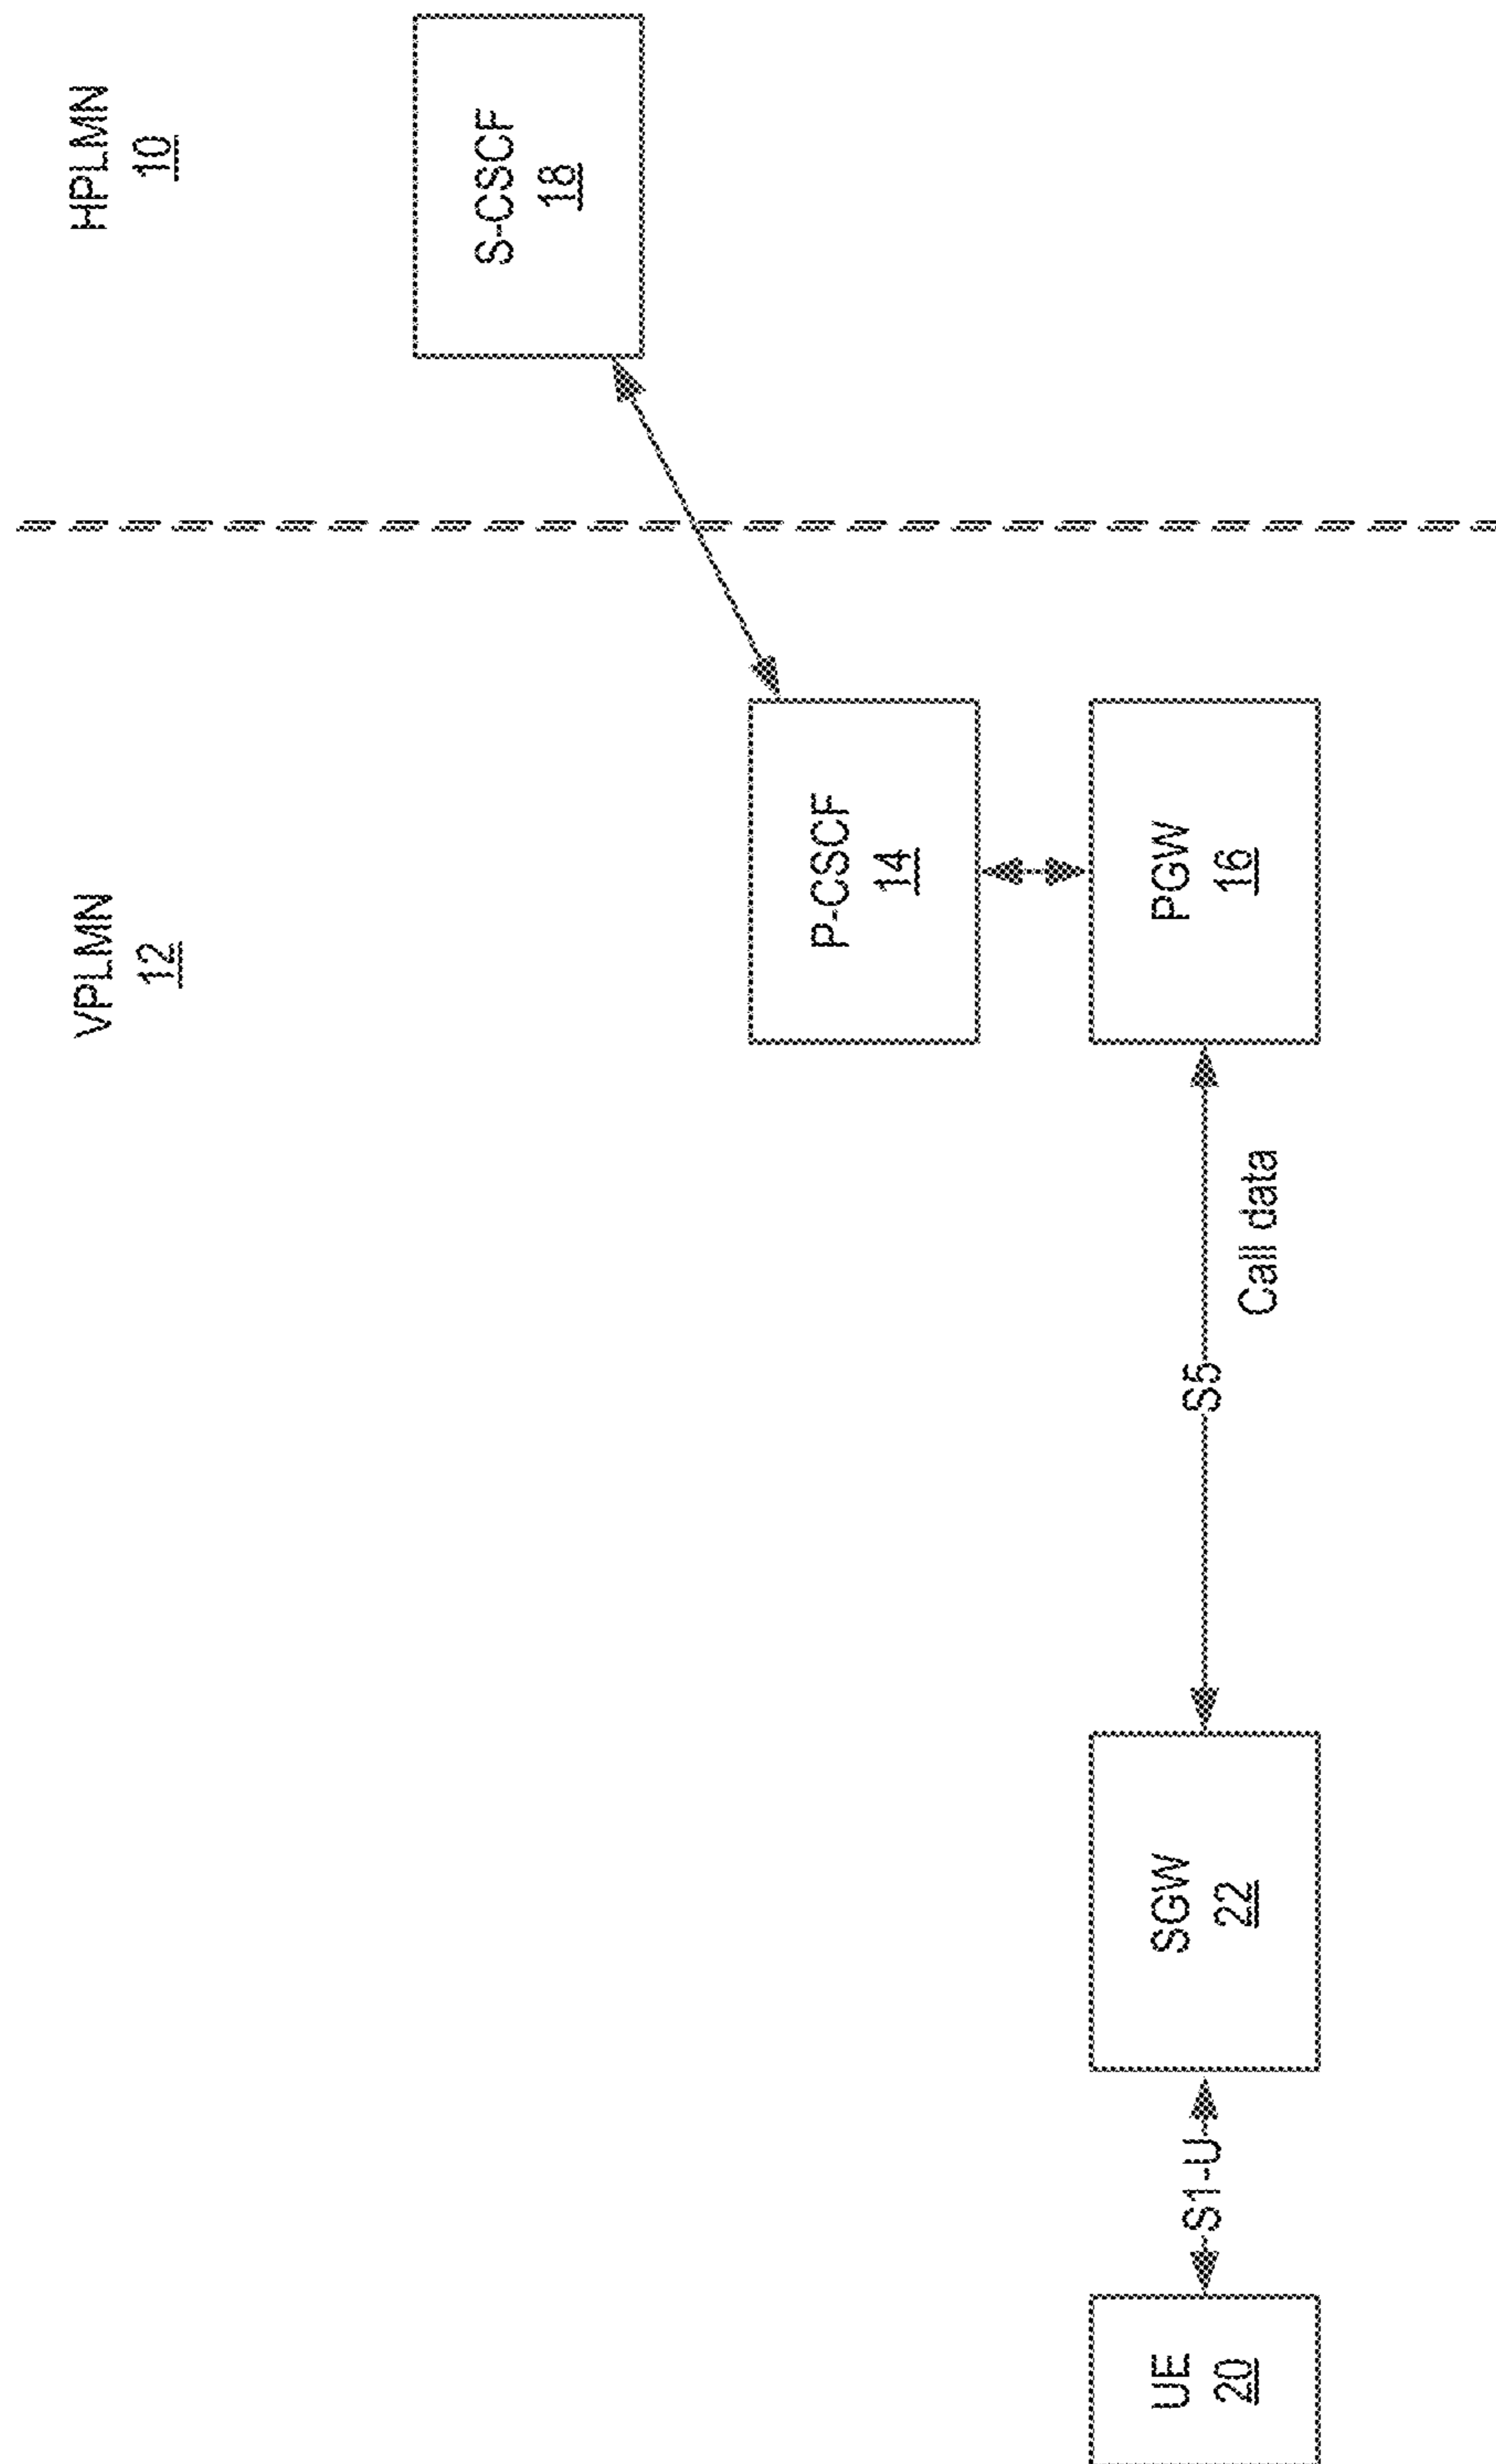 VPLMN
12
HPLMN
10
S-CSCF
18
P-CSCF
14
UE
20
S1-U
SGW
22
S5
Call data
PGW
16